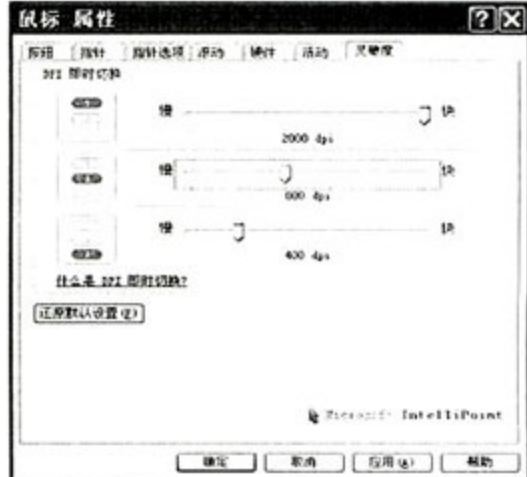 鼠标 属性
按钮 指针 指针选项 滚动 硬件 活动 灵敏度
DPI 即时切换
慢 快
2000 dpi
慢 快
800 dpi
慢 快
400 dpi
什么是 DPI 即时切换?
还原默认设置
Microsoft IntelliPoint
确定 取消 应用(A) 帮助